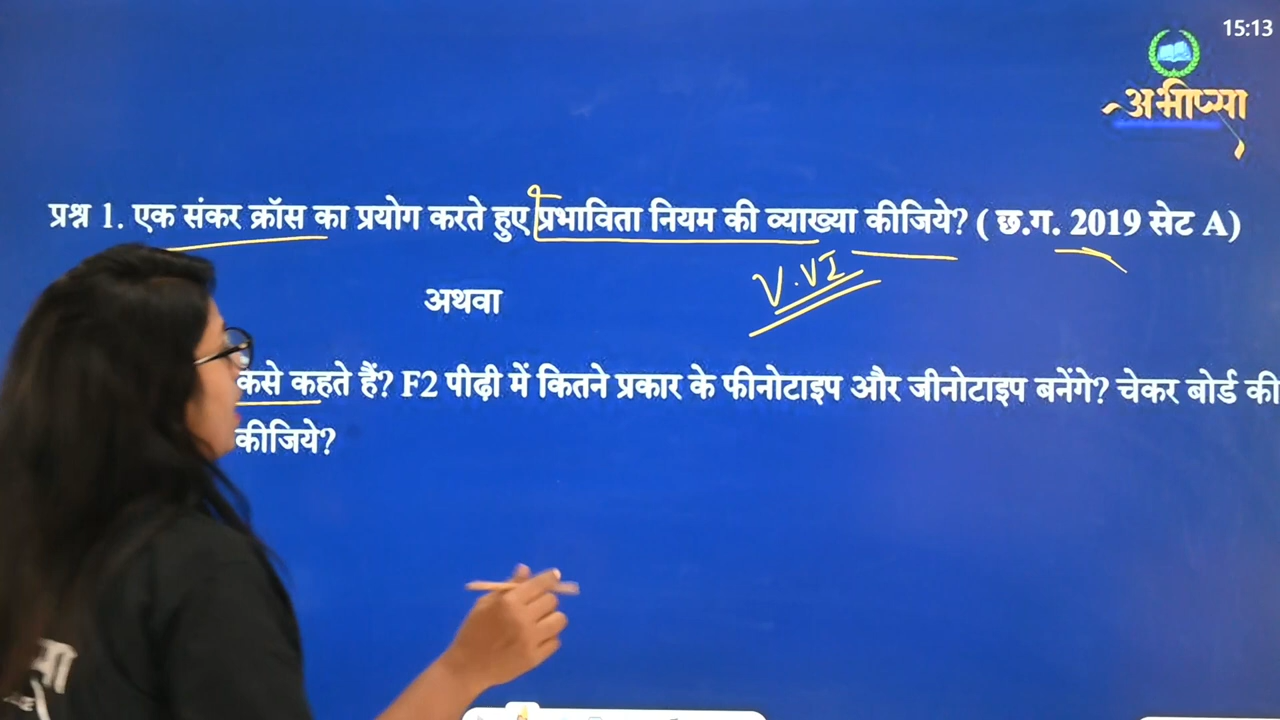 15:13
अभीप्सा
प्रश्न 1. एक संकर क्रॉस का प्रयोग करते हुए प्रभाविता नियम की व्याख्या कीजिये? ( छ.ग. 2019 सेट A)
V.VI
अथवा
कसे कहते हैं? F2 पीढ़ी में कितने प्रकार के फीनोटाइप और जीनोटाइप बनेंगे? चेकर बोर्ड की
कीजिये?